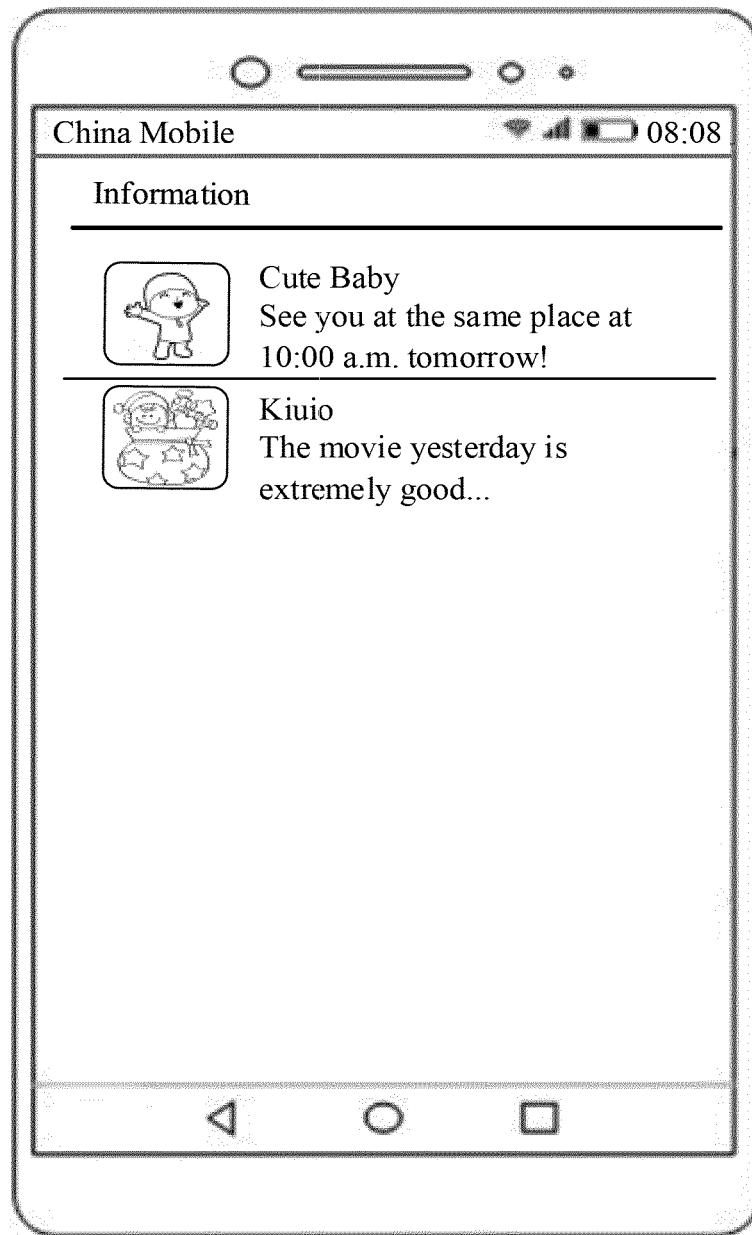 China Mobile 08:08
Information
Cute Baby
See you at the same place at
10:00 a.m. tomorrow!
Kiuio
The movie yesterday is
extremely good...